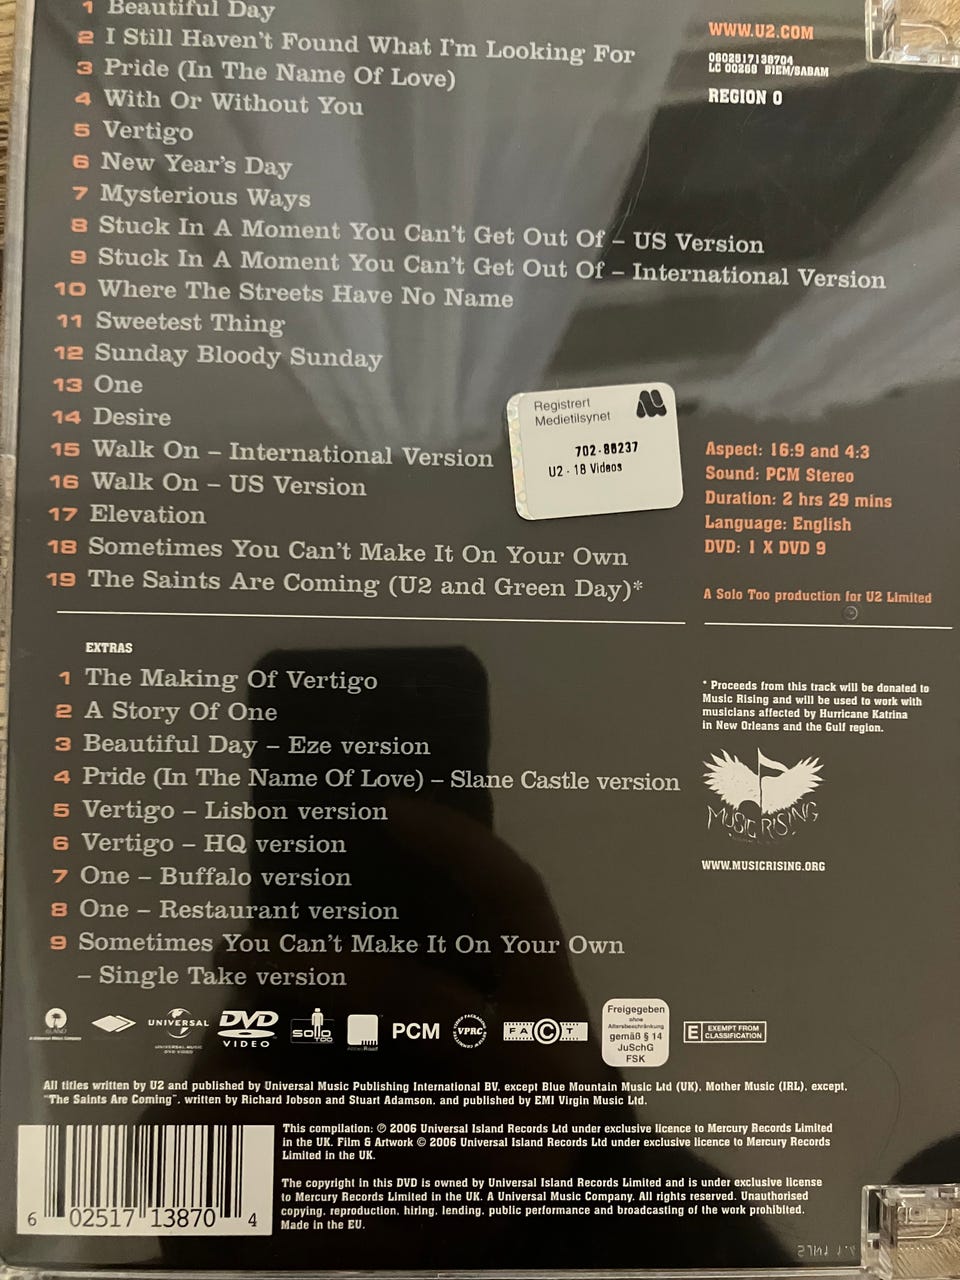 1 Beautiful Day
2 I Still Haven't Found What I'm Looking For
3 Pride (In The Name Of Love)
4 With Or Without You
5 Vertigo
6 New Year's Day
7 Mysterious Ways
8 Stuck In A Moment You Can't Get Out Of – US Version
9 Stuck In A Moment You Can't Get Out Of – International Version
10 Where The Streets Have No Name
11 Sweetest Thing
12 Sunday Bloody Sunday
13 One
14 Desire
15 Walk On – International Version
16 Walk On – US Version
17 Elevation
18 Sometimes You Can't Make It On Your Own
19 The Saints Are Coming (U2 and Green Day)*
WWW.U2.COM
0602517138704
LC 00269 BIEM/SABAM
REGION 0
Registrert
Medietilsynet
702-86237
U2 - 18 Videos
Aspect: 16:9 and 4:3
Sound: PCM Stereo
Duration: 2 hrs 29 mins
Language: English
DVD: 1 X DVD 9
A Solo Too production for U2 Limited
EXTRAS
1 The Making Of Vertigo
2 A Story Of One
3 Beautiful Day – Eze version
4 Pride (In The Name Of Love) – Slane Castle version
5 Vertigo – Lisbon version
6 Vertigo – HQ version
7 One – Buffalo version
8 One – Restaurant version
9 Sometimes You Can't Make It On Your Own
– Single Take version
* Proceeds from this track will be donated to
Music Rising and will be used to work with
musicians affected by Hurricane Katrina
in New Orleans and the Gulf region.
MUSIC RISING
WWW.MUSICRISING.ORG
ISLAND
UNIVERSAL
UNIVERSAL MUSIC
DVD VIDEO
DVD
VIDEO
SOLO
TOO
PCM
VPRC
FACT
Freigegeben
ohne
Altersbeschränkung
gemäß § 14
JuSchG
FSK
E EXEMPT FROM
CLASSIFICATION
All titles written by U2 and published by Universal Music Publishing International BV, except Blue Mountain Music Ltd (UK), Mother Music (IRL), except,
"The Saints Are Coming", written by Richard Jobson and Stuart Adamson, and published by EMI Virgin Music Ltd.
This compilation: ℗ 2006 Universal Island Records Ltd under exclusive licence to Mercury Records Limited
in the UK. Film & Artwork © 2006 Universal Island Records Ltd under exclusive licence to Mercury Records
Limited in the UK.
The copyright in this DVD is owned by Universal Island Records Limited and is under exclusive license
to Mercury Records Limited in the UK. A Universal Music Company. All rights reserved. Unauthorised
copying, reproduction, hiring, lending, public performance and broadcasting of the work prohibited.
Made in the EU.
6 02517 13870 4